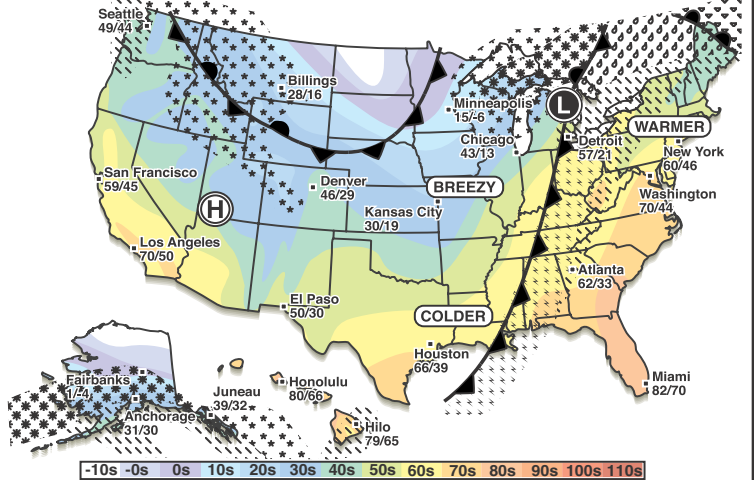 Seattle
49/44
Billings
28/16
Minneapolis
15/-6
L
Chicago
43/13
Detroit
57/21
WARMER
New York
60/46
San Francisco
59/45
Denver
46/29
BREEZY
Washington
70/44
H
Kansas City
30/19
Los Angeles
70/50
Atlanta
62/33
El Paso
50/30
COLDER
Houston
66/39
Fairbanks
1/-4
Juneau
39/32
Honolulu
80/66
Miami
82/70
Anchorage
31/30
Hilo
79/65
-10s -0s 0s 10s 20s 30s 40s 50s 60s 70s 80s 90s 100s 110s